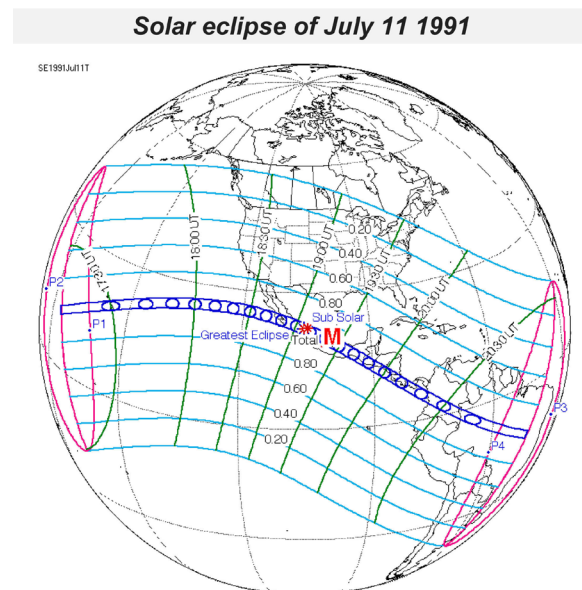 Solar eclipse of July 11 1991
SE1991Jul11T
0.20
0.40
0.60
0.80
17:30 UT
18:00 UT
18:30 UT
19:00 UT
19:30 UT
20:00 UT
20:30 UT
P2
P1
Sub Solar
Greatest Eclipse
Total
M
0.80
0.60
0.40
0.20
P3
P4